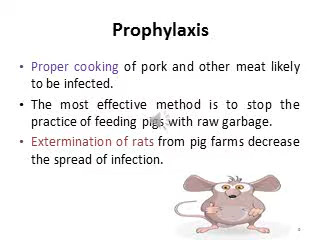 Prophylaxis
• Proper cooking of pork and other meat likely
to be infected.
• The most effective method is to stop the
practice of feeding pigs with raw garbage.
• Extermination of rats from pig farms decrease
the spread of infection.